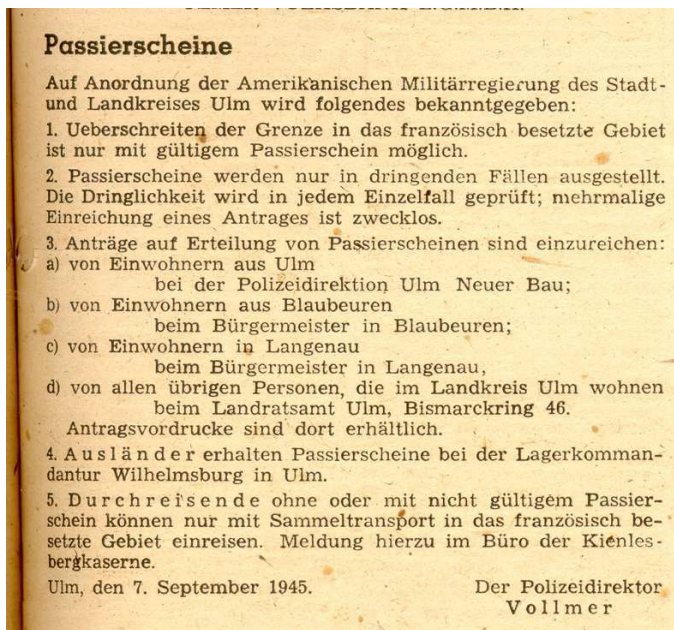 Passierscheine
Auf Anordnung der Amerikanischen Militärregierung des Stadt-
und Landkreises Ulm wird folgendes bekanntgegeben:
1. Ueberschreiten der Grenze in das französisch besetzte Gebiet
ist nur mit gültigem Passierschein möglich.
2. Passierscheine werden nur in dringenden Fällen ausgestellt.
Die Dringlichkeit wird in jedem Einzelfall geprüft; mehrmalige
Einreichung eines Antrages ist zwecklos.
3. Anträge auf Erteilung von Passierscheinen sind einzureichen:
a) von Einwohnern aus Ulm
bei der Polizeidirektion Ulm Neuer Bau;
b) von Einwohnern aus Blaubeuren
beim Bürgermeister in Blaubeuren;
c) von Einwohnern in Langenau
beim Bürgermeister in Langenau,
d) von allen übrigen Personen, die im Landkreis Ulm wohnen
beim Landratsamt Ulm, Bismarckring 46.
Antragsvordrucke sind dort erhältlich.
4. Ausländer erhalten Passierscheine bei der Lagerkomman-
dantur Wilhelmsburg in Ulm.
5. Durchreisende ohne oder mit nicht gültigem Passier-
schein können nur mit Sammeltransport in das französisch be-
setzte Gebiet einreisen. Meldung hierzu im Büro der Kienles-
bergkaserne.
Ulm, den 7. September 1945. Der Polizeidirektor
Vollmer